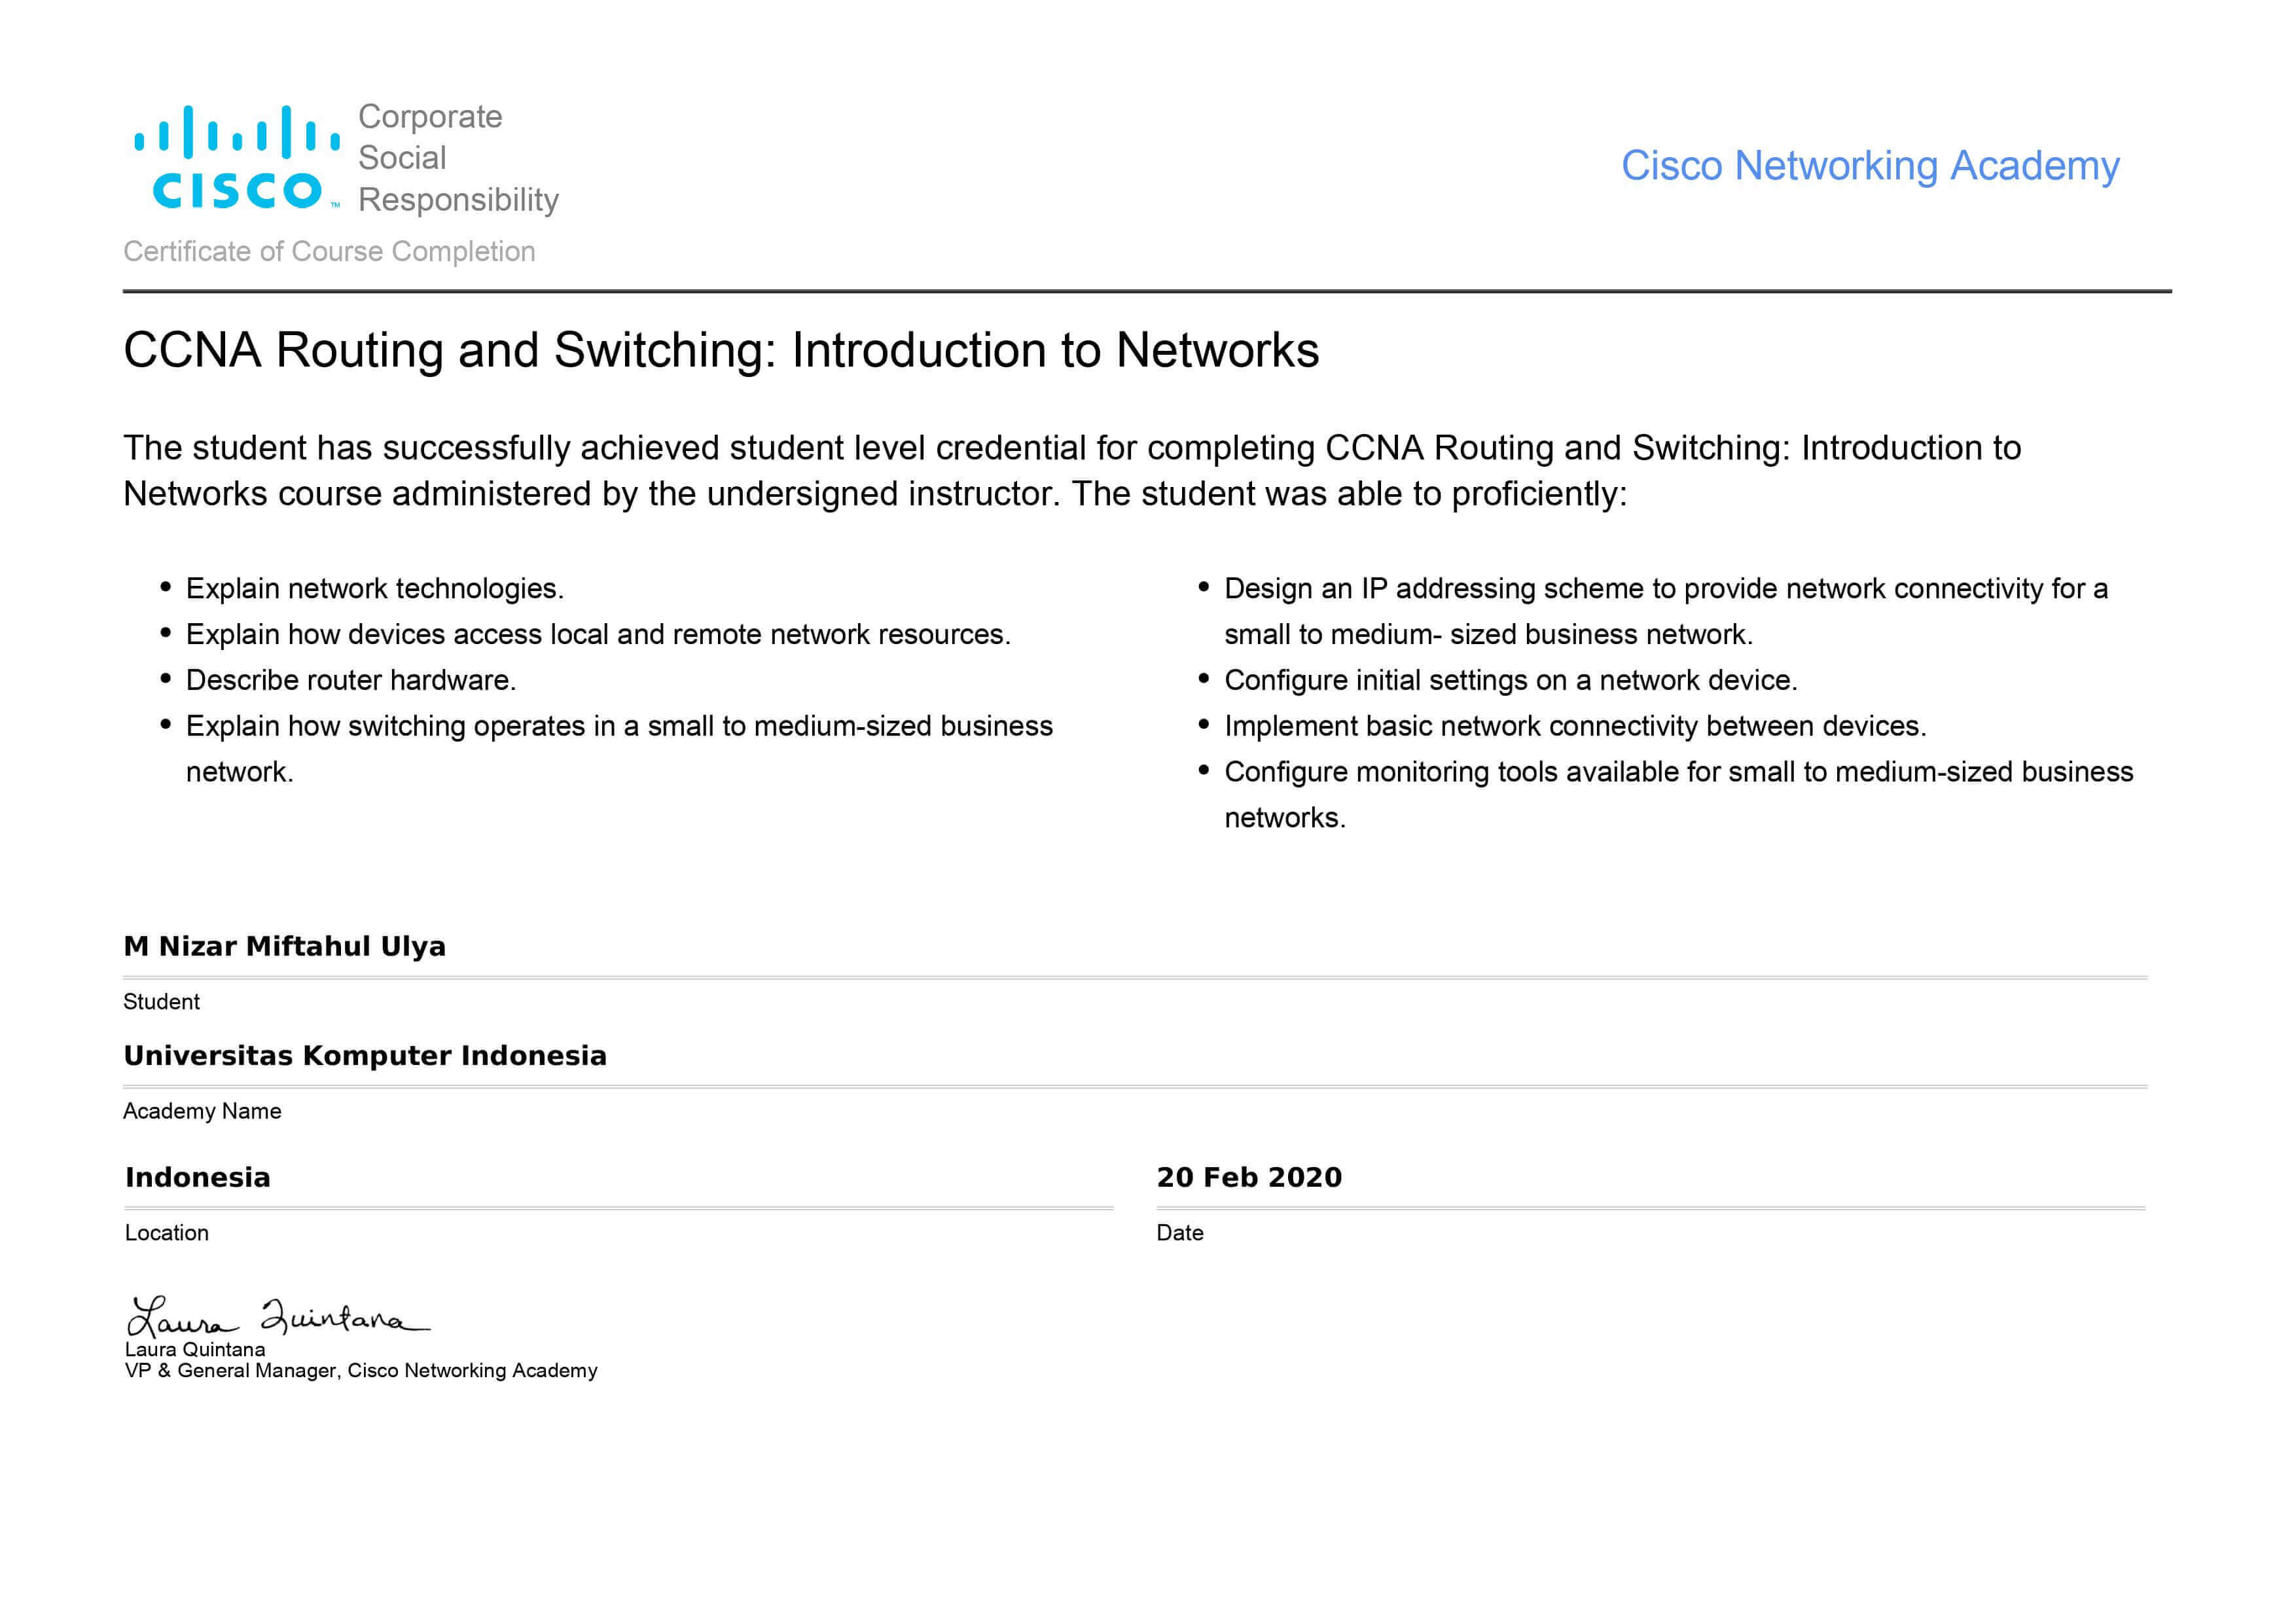 Corporate
Social
Responsibility
CISCO™
Cisco Networking Academy
Certificate of Course Completion
CCNA Routing and Switching: Introduction to Networks
The student has successfully achieved student level credential for completing CCNA Routing and Switching: Introduction to
Networks course administered by the undersigned instructor. The student was able to proficiently:
• Explain network technologies.
• Explain how devices access local and remote network resources.
• Describe router hardware.
• Explain how switching operates in a small to medium-sized business
network.
• Design an IP addressing scheme to provide network connectivity for a
small to medium- sized business network.
• Configure initial settings on a network device.
• Implement basic network connectivity between devices.
• Configure monitoring tools available for small to medium-sized business
networks.
M Nizar Miftahul Ulya
Student
Universitas Komputer Indonesia
Academy Name
Indonesia
Location
20 Feb 2020
Date
Laura Quintana
Laura Quintana
VP & General Manager, Cisco Networking Academy